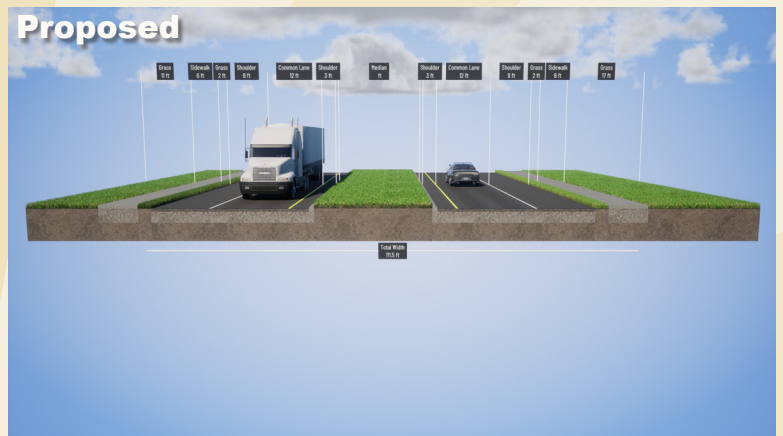 Proposed
Grass
11 ft
Sidewalk
6 ft
Grass
2 ft
Shoulder
9 ft
Common Lane
12 ft
Shoulder
3 ft
Median
ft
Shoulder
3 ft
Common Lane
12 ft
Shoulder
9 ft
Grass
2 ft
Sidewalk
6 ft
Grass
17 ft
Total Width
111.5 ft